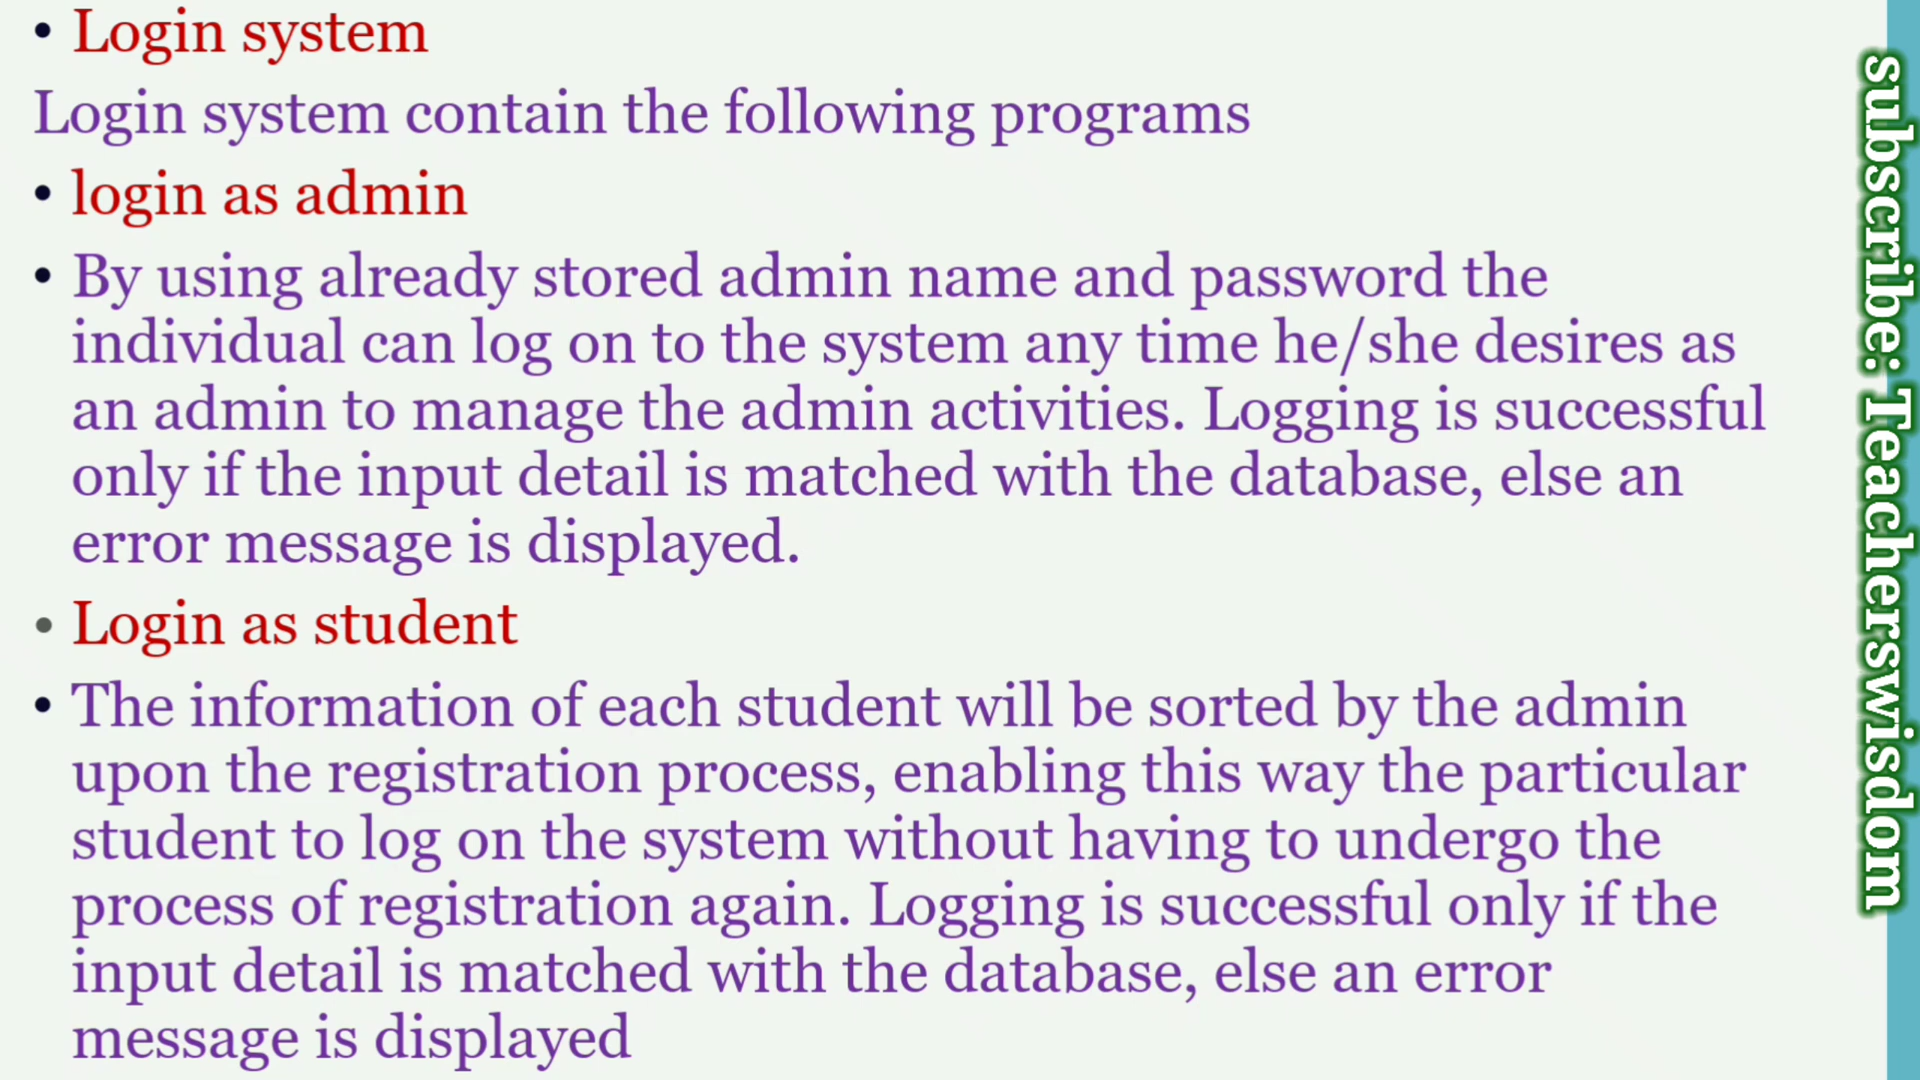 • Login system
Login system contain the following programs
• login as admin
• By using already stored admin name and password the
individual can log on to the system any time he/she desires as
an admin to manage the admin activities. Logging is successful
only if the input detail is matched with the database, else an
error message is displayed.
• Login as student
• The information of each student will be sorted by the admin
upon the registration process, enabling this way the particular
student to log on the system without having to undergo the
process of registration again. Logging is successful only if the
input detail is matched with the database, else an error
message is displayed
subscribe: Teacherswisdom